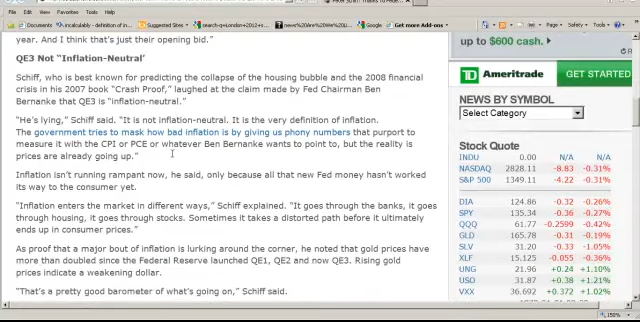 File Edit View Favorites Tools Help
Documents
incalculably - definition of in...
Suggested Sites
search-q=London+2012+s...
Google
Get more Add-ons
Page
Safety
Tools
year. And I think that's just their opening bid."
QE3 Not "Inflation-Neutral'
Schiff, who is best known for predicting the collapse of the housing bubble and the 2008 financial
crisis in his 2007 book "Crash Proof," laughed at the claim made by Fed Chairman Ben
Bernanke that QE3 is "inflation-neutral."
"He's lying," Schiff said. "It is not inflation-neutral. It is the very definition of inflation.
The government tries to mask how bad inflation is by giving us phony numbers that purport to
measure it with the CPI or PCE or whatever Ben Bernanke wants to point to, but the reality is
prices are already going up."
Inflation isn't running rampant now, he said, only because all that new Fed money hasn't worked
its way to the consumer yet.
"Inflation enters the market in different ways," Schiff explained. "It goes through the banks, it goes
through housing, it goes through stocks. Sometimes it takes a distorted path before it ultimately
ends up in consumer prices."
As proof that a major bout of inflation is lurking around the corner, he noted that gold prices have
more than doubled since the Federal Reserve launched QE1, QE2 and now QE3. Rising gold
prices indicate a weakening dollar.
"That's a pretty good barometer of what's going on," Schiff said.
up to $600 cash.
TD Ameritrade
GET STARTED
NEWS BY SYMBOL
Select Category
Stock Quote
INDU 0.00 N/A N/A
NASDAQ 2828.11 -8.83 -0.31%
S&P 500 1349.11 -4.22 -0.31%
DIA 124.86 -0.32 -0.26%
SPY 135.34 -0.36 -0.27%
QQQ 61.77 -0.2599 -0.42%
GLD 165.78 -0.31 -0.19%
SLV 31.20 -0.33 -1.05%
XLF 15.125 -0.055 -0.36%
UNG 21.96 +0.24 +1.10%
USO 31.87 +0.38 +1.21%
VXX 36.692 +0.372 +1.02%
150%